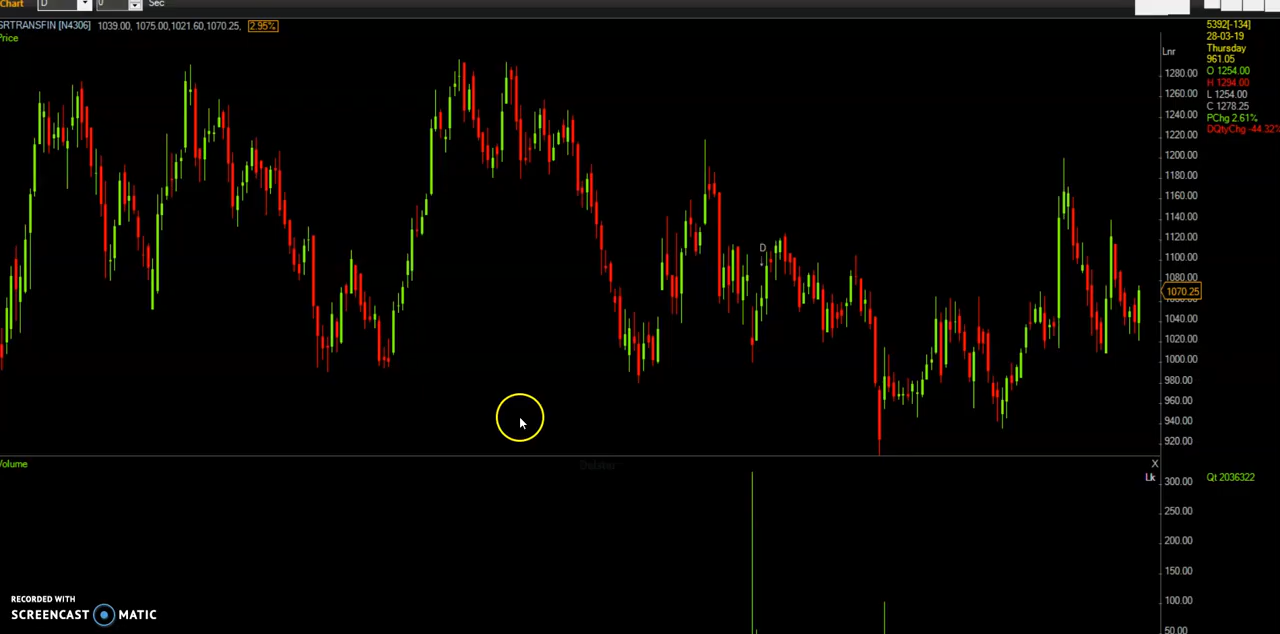 Chart D 0 Sec
SRTRANSFIN [N4306] 1039.00, 1075.00,1021.60,1070.25, 2.95%
Price
Lnr
1280.00
1260.00
1240.00
1220.00
1200.00
1180.00
1160.00
1140.00
1120.00
1100.00
1080.00
1070.25
1040.00
1020.00
1000.00
980.00
960.00
940.00
920.00
5392[-134]
28-03-19
Thursday
961.05
O 1254.00
H 1294.00
L 1254.00
C 1278.25
PChg 2.61%
DQtyChg -44.32%
D
Volume
X
Lk
300.00
250.00
200.00
150.00
100.00
50.00
Qt 2036322
RECORDED WITH
SCREENCAST MATIC